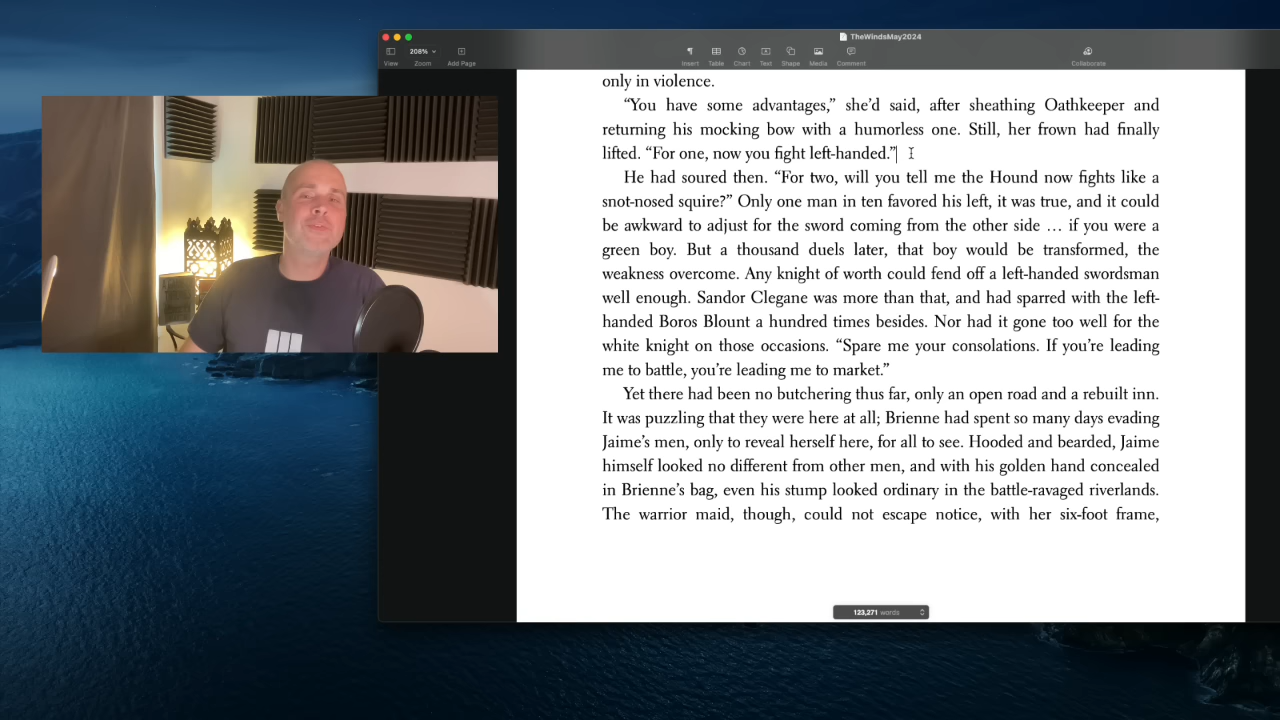 TheWindsMay2024
208%
View
Zoom
Add Page
Insert
Table
Chart
Text
Shape
Media
Comment
Collaborate
only in violence.
“You have some advantages,” she’d said, after sheathing Oathkeeper and
returning his mocking bow with a humorless one. Still, her frown had finally
lifted. “For one, now you fight left-handed.”
He had soured then. “For two, will you tell me the Hound now fights like a
snot-nosed squire?” Only one man in ten favored his left, it was true, and it could
be awkward to adjust for the sword coming from the other side … if you were a
green boy. But a thousand duels later, that boy would be transformed, the
weakness overcome. Any knight of worth could fend off a left-handed swordsman
well enough. Sandor Clegane was more than that, and had sparred with the left-
handed Boros Blount a hundred times besides. Nor had it gone too well for the
white knight on those occasions. “Spare me your consolations. If you’re leading
me to battle, you’re leading me to market.”
Yet there had been no butchering thus far, only an open road and a rebuilt inn.
It was puzzling that they were here at all; Brienne had spent so many days evading
Jaime’s men, only to reveal herself here, for all to see. Hooded and bearded, Jaime
himself looked no different from other men, and with his golden hand concealed
in Brienne’s bag, even his stump looked ordinary in the battle-ravaged riverlands.
The warrior maid, though, could not escape notice, with her six-foot frame,
123,271 words